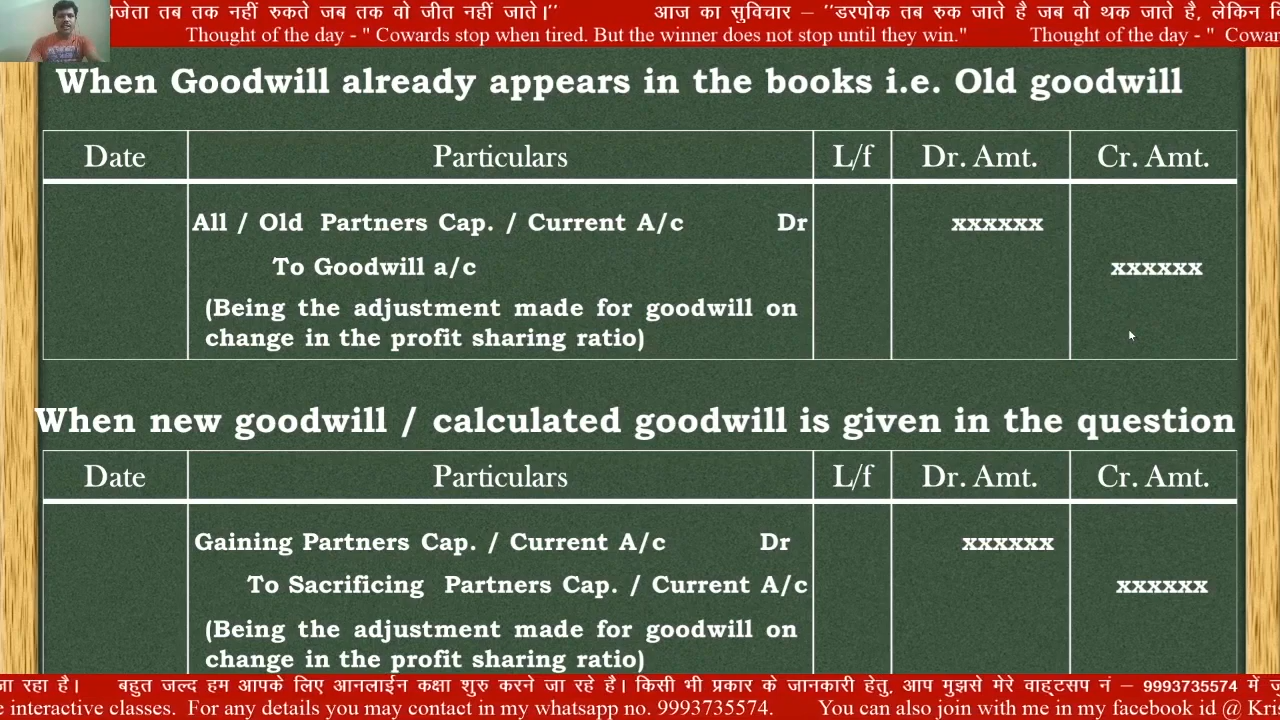 तब तक नहीं रुकते जब तक वो जीत नहीं जाते।’’ आज का सुविचार – ‘‘डरपोक तब रुक जाते है जब वो थक जाते है, लेकिन
Thought of the day - " Cowards stop when tired. But the winner does not stop until they win." Thought of the day - " Cowar
When Goodwill already appears in the books i.e. Old goodwill
Date Particulars L/f Dr. Amt. Cr. Amt.
All / Old Partners Cap. / Current A/c Dr xxxxxx
To Goodwill a/c xxxxxx
(Being the adjustment made for goodwill on
change in the profit sharing ratio)
When new goodwill / calculated goodwill is given in the question
Date Particulars L/f Dr. Amt. Cr. Amt.
Gaining Partners Cap. / Current A/c Dr xxxxxx
To Sacrificing Partners Cap. / Current A/c xxxxxx
(Being the adjustment made for goodwill on
change in the profit sharing ratio)
जा रहा है। बहुत जल्द हम आपके लिए आनलाईन कक्षा शुरु करने जा रहे है। किसी भी प्रकार के जानकारी हेतु, आप मुझसे मेरे वाह्टसप नं – 9993735574 में
e interactive classes. For any details you may contact in my whatsapp no. 9993735574. You can also join with me in my facebook id @ Kris